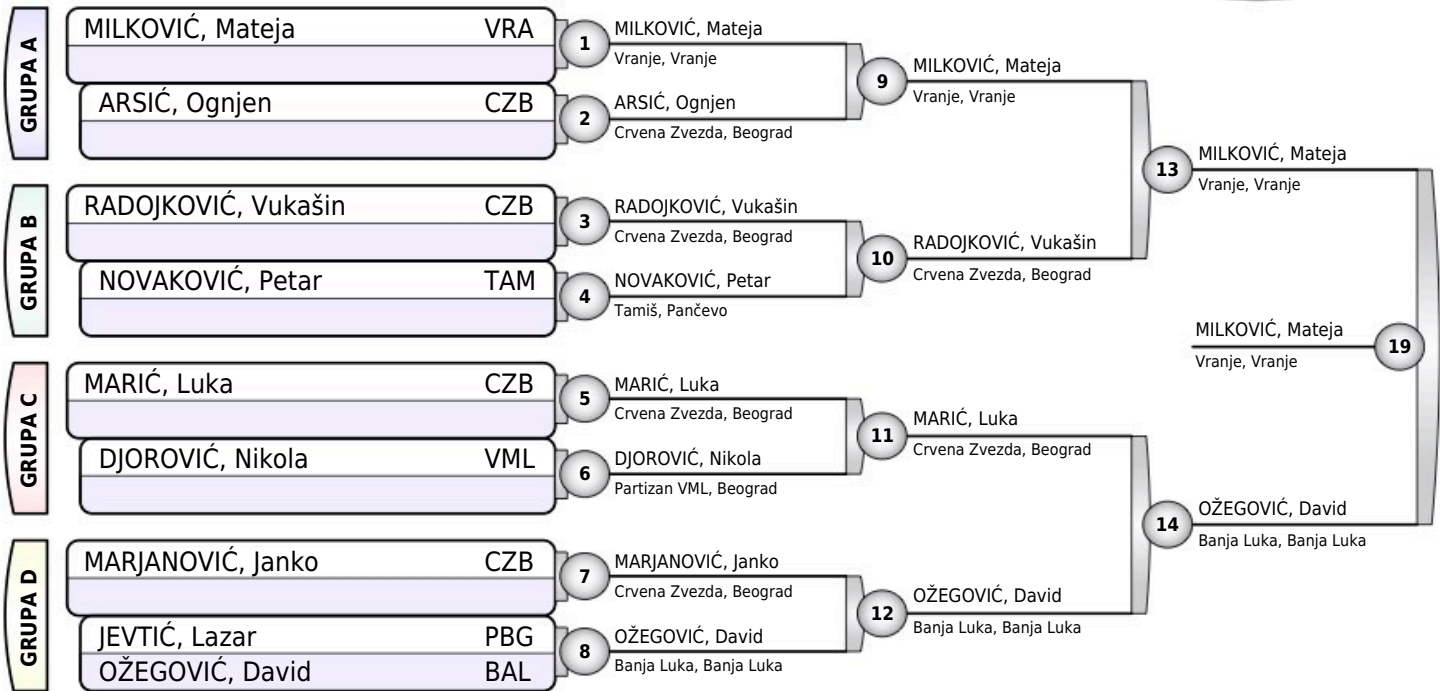 GRUPA A
MILKOVIĆ, Mateja VRA
ARSIĆ, Ognjen CZB
1
MILKOVIĆ, Mateja
Vranje, Vranje
2
ARSIĆ, Ognjen
Crvena Zvezda, Beograd
9
MILKOVIĆ, Mateja
Vranje, Vranje
GRUPA B
RADOJKOVIĆ, Vukašin CZB
NOVAKOVIĆ, Petar TAM
3
RADOJKOVIĆ, Vukašin
Crvena Zvezda, Beograd
4
NOVAKOVIĆ, Petar
Tamiš, Pančevo
10
RADOJKOVIĆ, Vukašin
Crvena Zvezda, Beograd
13
MILKOVIĆ, Mateja
Vranje, Vranje
GRUPA C
MARIĆ, Luka CZB
DJOROVIĆ, Nikola VML
5
MARIĆ, Luka
Crvena Zvezda, Beograd
6
DJOROVIĆ, Nikola
Partizan VML, Beograd
11
MARIĆ, Luka
Crvena Zvezda, Beograd
GRUPA D
MARJANOVIĆ, Janko CZB
JEVTIĆ, Lazar PBG
OŽEGOVIĆ, David BAL
7
MARJANOVIĆ, Janko
Crvena Zvezda, Beograd
8
OŽEGOVIĆ, David
Banja Luka, Banja Luka
12
OŽEGOVIĆ, David
Banja Luka, Banja Luka
14
OŽEGOVIĆ, David
Banja Luka, Banja Luka
MILKOVIĆ, Mateja
Vranje, Vranje
19